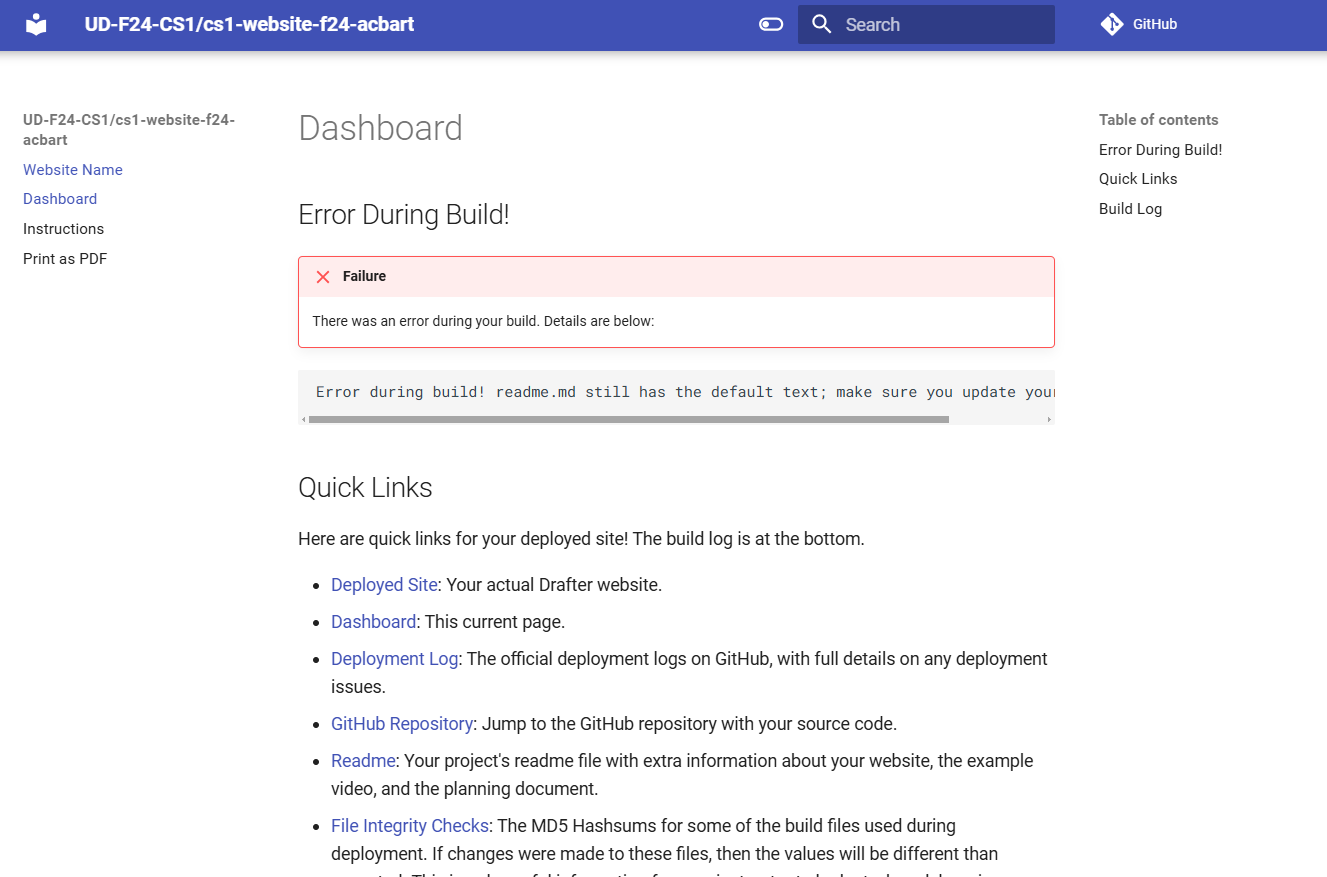 UD-F24-CS1/cs1-website-f24-acbart
Search
GitHub
UD-F24-CS1/cs1-website-f24-
acbart
Website Name
Dashboard
Instructions
Print as PDF
Dashboard
Error During Build!
Failure
There was an error during your build. Details are below:
Error during build! readme.md still has the default text; make sure you update your
Quick Links
Here are quick links for your deployed site! The build log is at the bottom.
Deployed Site: Your actual Drafter website.
Dashboard: This current page.
Deployment Log: The official deployment logs on GitHub, with full details on any deployment
issues.
GitHub Repository: Jump to the GitHub repository with your source code.
Readme: Your project's readme file with extra information about your website, the example
video, and the planning document.
File Integrity Checks: The MD5 Hashsums for some of the build files used during
deployment. If changes were made to these files, then the values will be different than
Table of contents
Error During Build!
Quick Links
Build Log